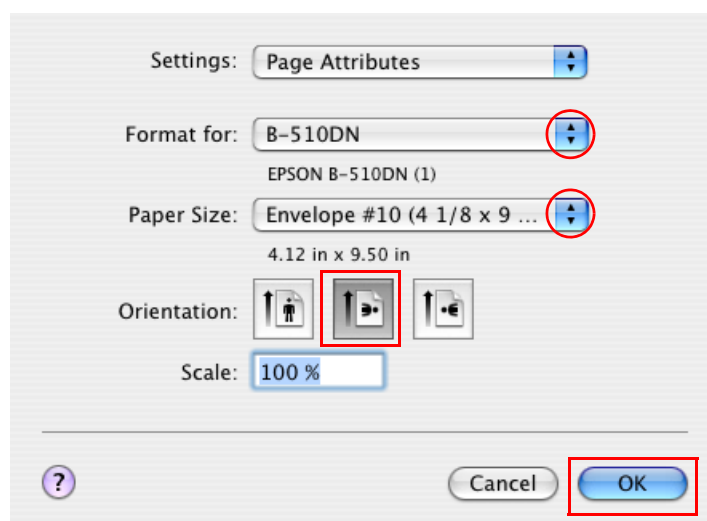 Settings: Page Attributes
Format for: B-510DN
EPSON B-510DN (1)
Paper Size: Envelope #10 (4 1/8 x 9 ...
4.12 in x 9.50 in
Orientation:
Scale: 100 %
? Cancel OK